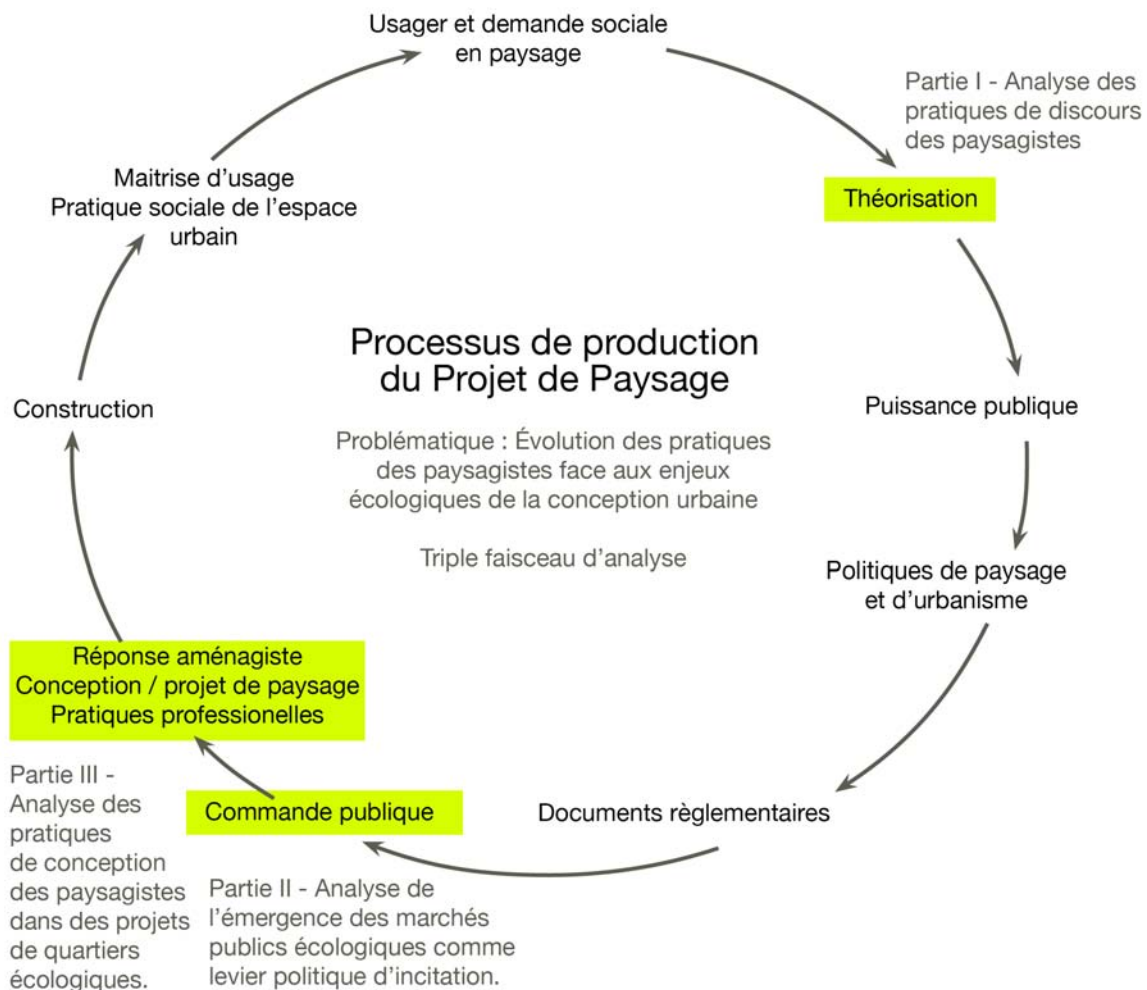 Usager et demande sociale
en paysage
Partie I - Analyse des
pratiques de discours
des paysagistes
Théorisation
Puissance publique
Politiques de paysage
et d'urbanisme
Documents règlementaires
Commande publique
Partie II - Analyse de
l'émergence des marchés
publics écologiques comme
levier politique d'incitation.
Réponse aménagiste
Conception / projet de paysage
Pratiques professionelles
Partie III -
Analyse des
pratiques
de conception
des paysagistes
dans des projets
de quartiers
écologiques.
Construction
Maitrise d'usage
Pratique sociale de l'espace
urbain
Processus de production
du Projet de Paysage
Problématique : Évolution des pratiques
des paysagistes face aux enjeux
écologiques de la conception urbaine
Triple faisceau d'analyse